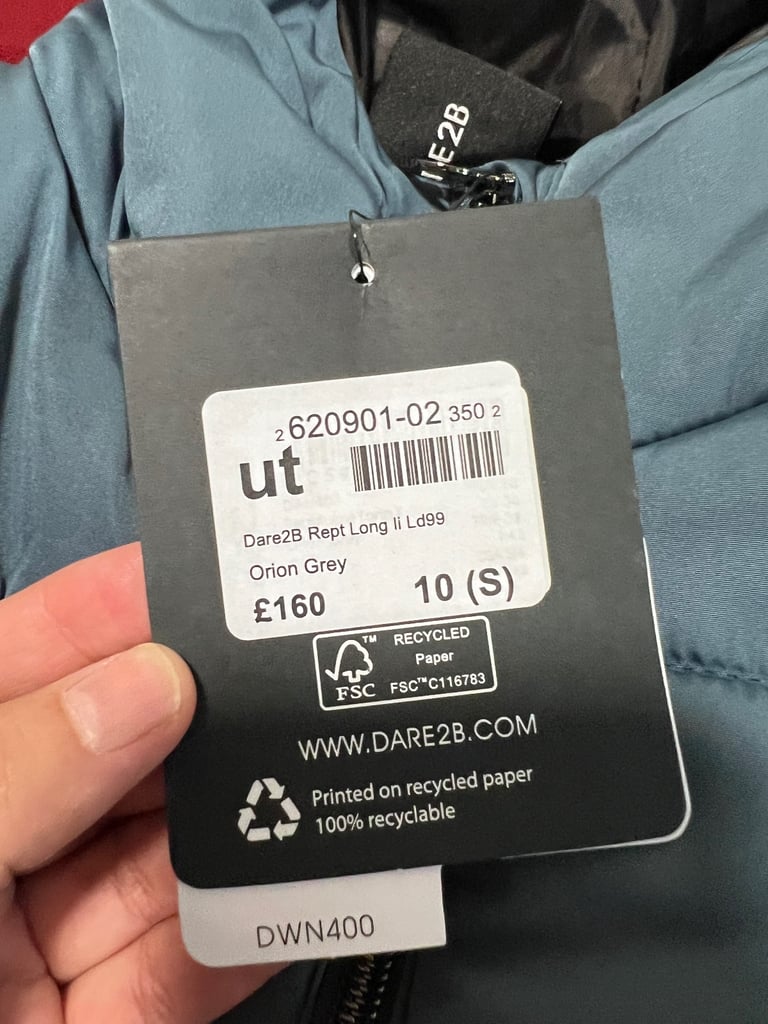 E2B
2 620901-02 350 2
ut
Dare2B Rept Long Ii Ld99
Orion Grey
£160 10 (S)
FSC™
RECYCLED
Paper
FSC™C116783
WWW.DARE2B.COM
Printed on recycled paper
100% recyclable
DWN400